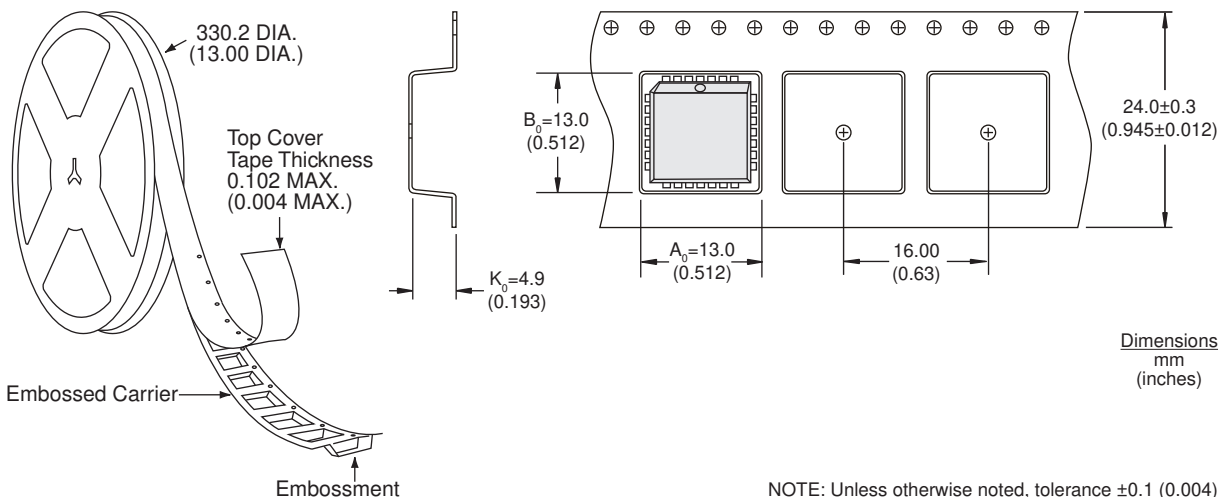 330.2 DIA.
(13.00 DIA.)
Top Cover
Tape Thickness
0.102 MAX.
(0.004 MAX.)
Embossed Carrier
Embossment
K₀=4.9
(0.193)
B₀=13.0
(0.512)
A₀=13.0
(0.512)
16.00
(0.63)
24.0±0.3
(0.945±0.012)
Dimensions
mm
(inches)
NOTE: Unless otherwise noted, tolerance ±0.1 (0.004)